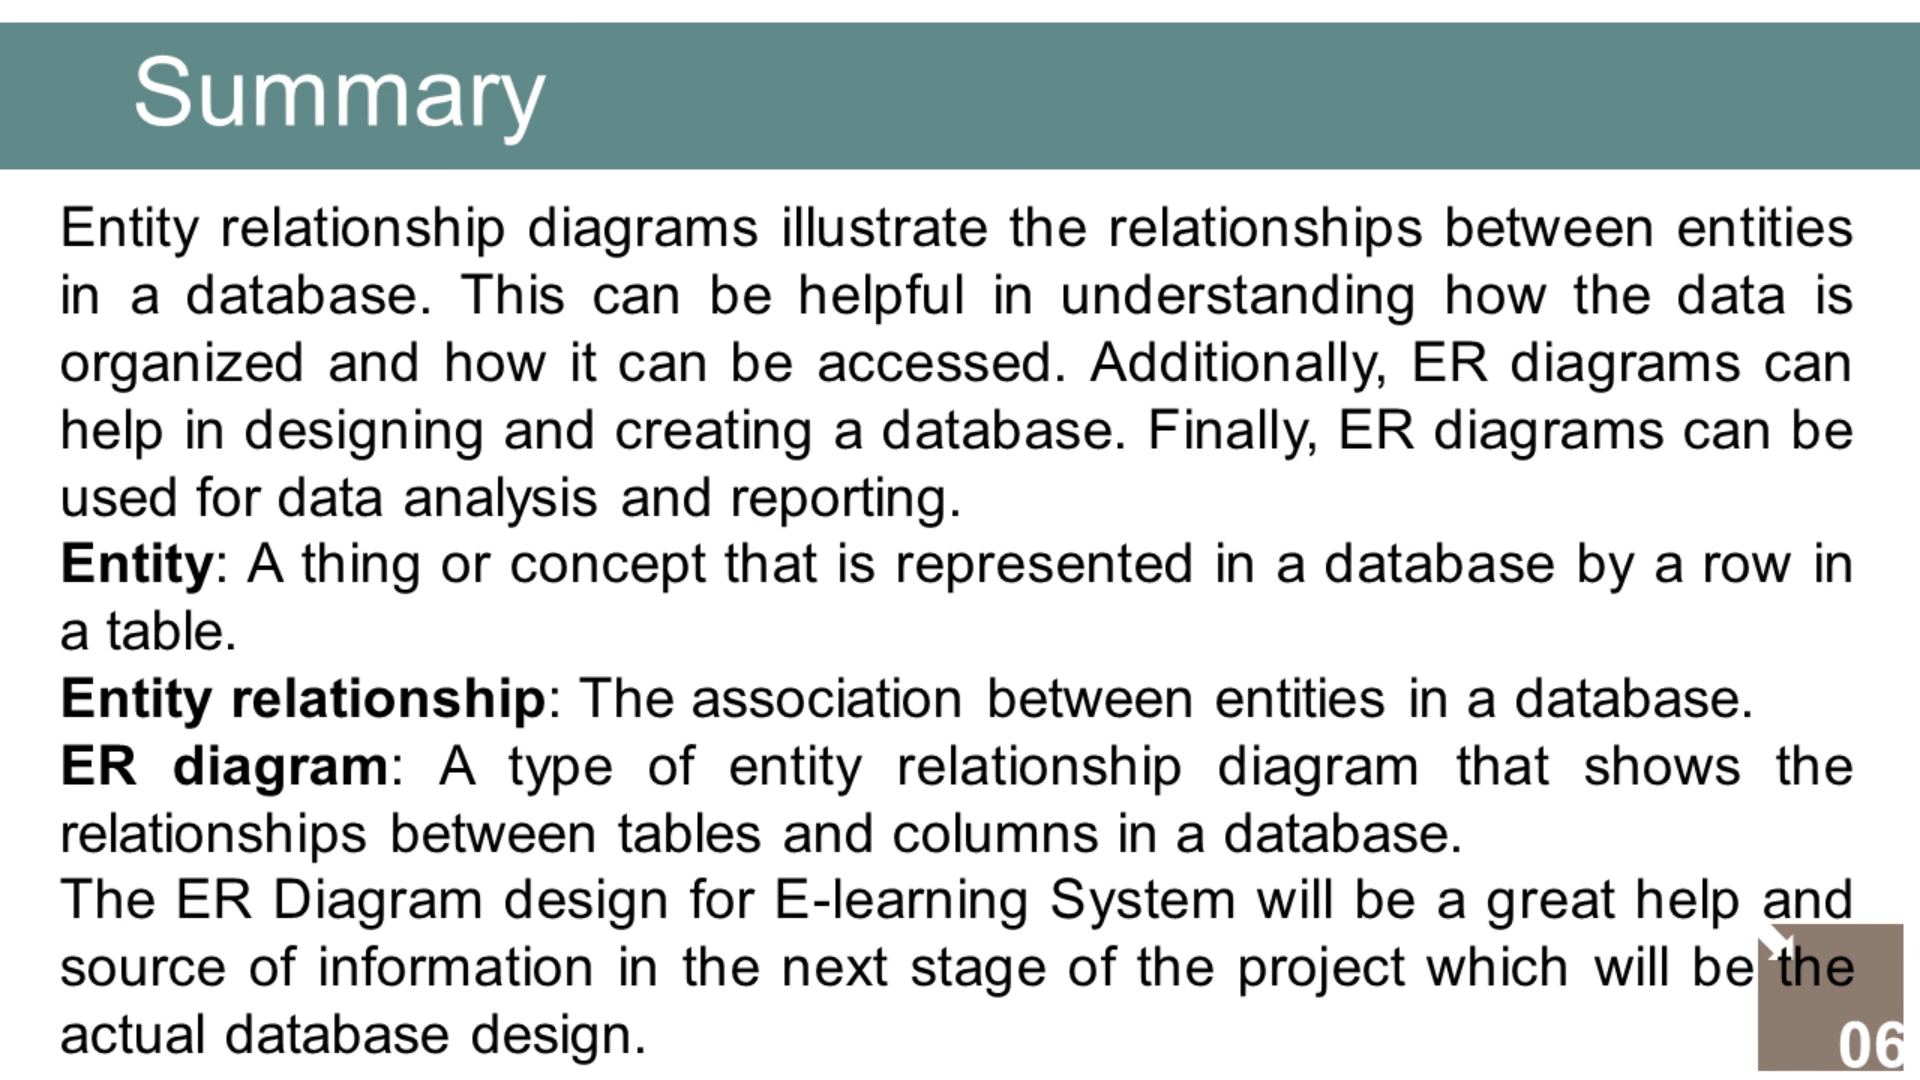 Summary
Entity relationship diagrams illustrate the relationships between entities
in a database. This can be helpful in understanding how the data is
organized and how it can be accessed. Additionally, ER diagrams can
help in designing and creating a database. Finally, ER diagrams can be
used for data analysis and reporting.
Entity: A thing or concept that is represented in a database by a row in
a table.
Entity relationship: The association between entities in a database.
ER diagram: A type of entity relationship diagram that shows the
relationships between tables and columns in a database.
The ER Diagram design for E-learning System will be a great help and
source of information in the next stage of the project which will be the
actual database design.
06